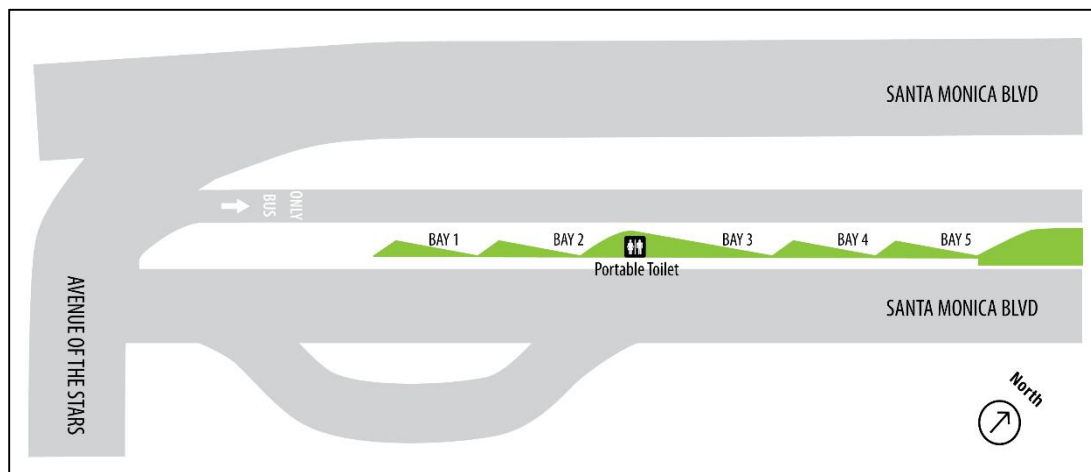 SANTA MONICA BLVD
ONLY
BUS
BAY 1
BAY 2
BAY 3
BAY 4
BAY 5
Portable Toilet
SANTA MONICA BLVD
AVENUE OF THE STARS
North